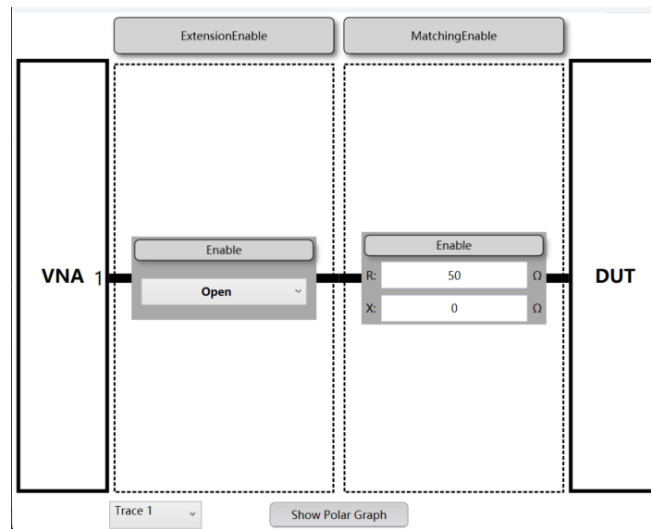 ExtensionEnable
MatchingEnable
Enable
Open
Enable
R: 50 Ω
X: 0 Ω
VNA 1
DUT
Trace 1
Show Polar Graph